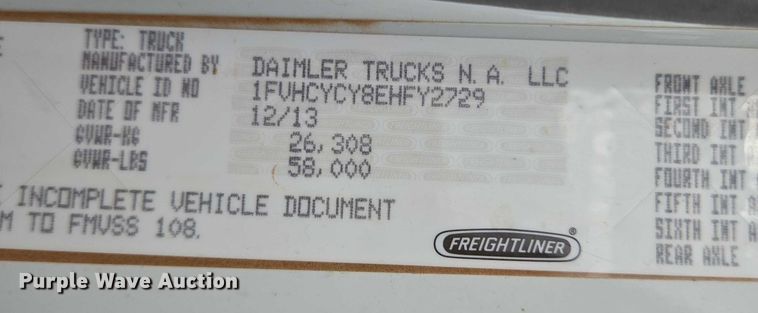 TYPE: TRUCK
MANUFACTURED BY DAIMLER TRUCKS N.A. LLC
VEHICLE ID NO 1FVHCYCY8EHFY2729
DATE OF MFR 12/13
GVWR-KG 26,308
GVWR-LBS 58,000
INCOMPLETE VEHICLE DOCUMENT
TO FMVSS 108.
FREIGHTLINER®
FRONT AXLE
FIRST INT
SECOND INT
THIRD INT
FOURTH INT
FIFTH INT A
SIXTH INT A
REAR AXLE
Purple Wave Auction